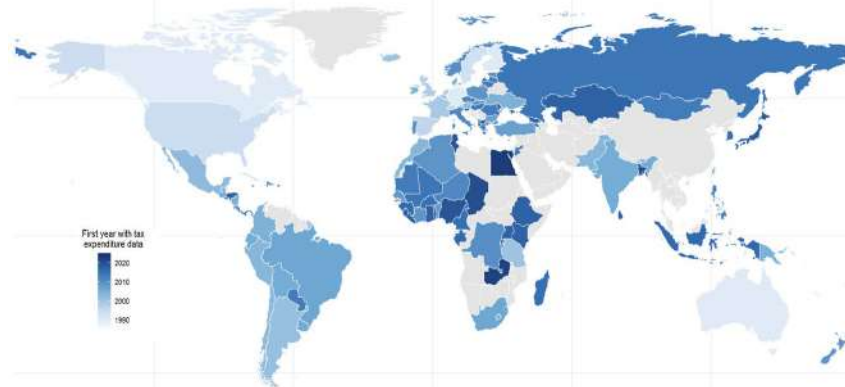 First year with tax
expenditure data
2020
2010
2000
1990